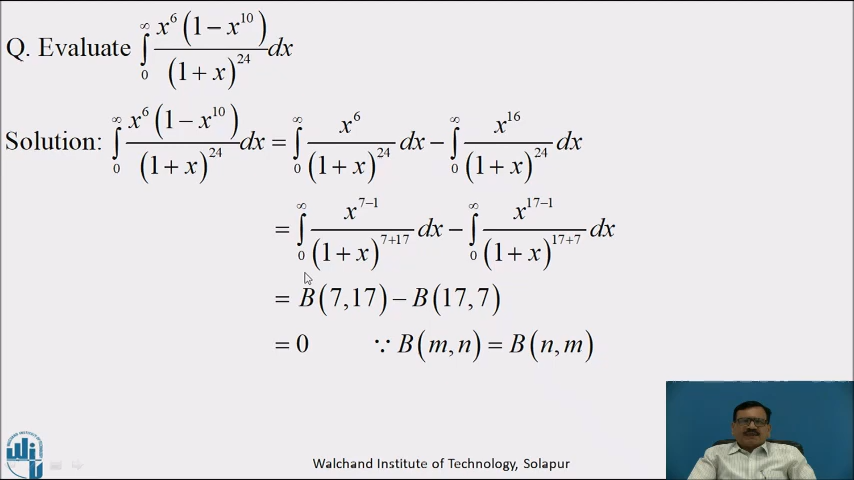 Q. Evaluate ∫₀^∞ x⁶(1 − x¹⁰)/(1 + x)²⁴ dx
Solution: ∫₀^∞ x⁶(1 − x¹⁰)/(1 + x)²⁴ dx = ∫₀^∞ x⁶/(1 + x)²⁴ dx − ∫₀^∞ x¹⁶/(1 + x)²⁴ dx
= ∫₀^∞ x⁷⁻¹/(1 + x)⁷⁺¹⁷ dx − ∫₀^∞ x¹⁷⁻¹/(1 + x)¹⁷⁺⁷ dx
= B(7,17) − B(17,7)
= 0 ∵ B(m,n) = B(n,m)
Walchand Institute of Technology, Solapur